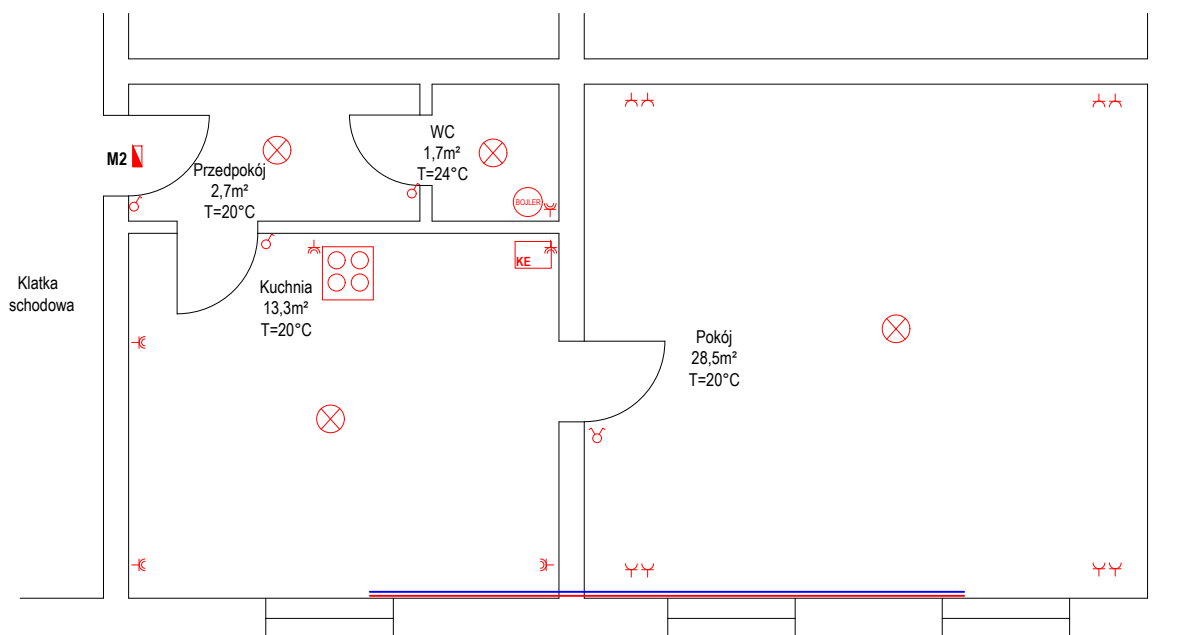 WC
1,7m²
T=24°C
M2
Przedpokój
2,7m²
T=20°C
BOJLER
KE
Klatka
schodowa
Kuchnia
13,3m²
T=20°C
Pokój
28,5m²
T=20°C